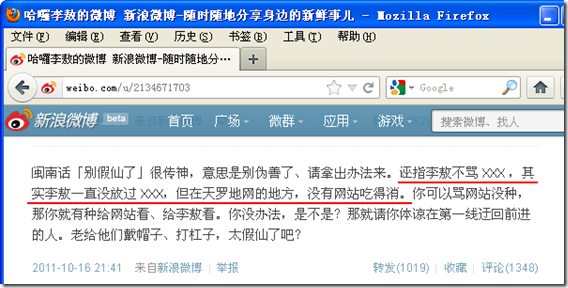 哈囉李敖的微博 新浪微博-随时随地分享身边的新鲜事儿 - Mozilla Firefox
文件(F) 编辑(E) 查看(V) 历史(S) 书签(B) 工具(T) 帮助(H)
哈囉李敖的微博 新浪微博-随时随地分…
weibo.com/u/2134671703
Google
新浪微博 beta 首页 广场 微群 应用 游戏 搜索微博、找人
闽南话「别假仙了」很传神，意思是别伪善了、请拿出办法来。诬指李敖不骂 XXX ，其
实李敖一直没放过 XXX，但在天罗地网的地方，没有网站吃得消。你可以骂网站没种，
那你就有种给网站看、给李敖看。你没办法，是不是？那就请你体谅在第一线迂回前进
的人。老给他们戴帽子、打杠子，太假仙了吧？
2011-10-16 21:41 来自新浪微博 | 举报 转发(1019) | 收藏 | 评论(1348)